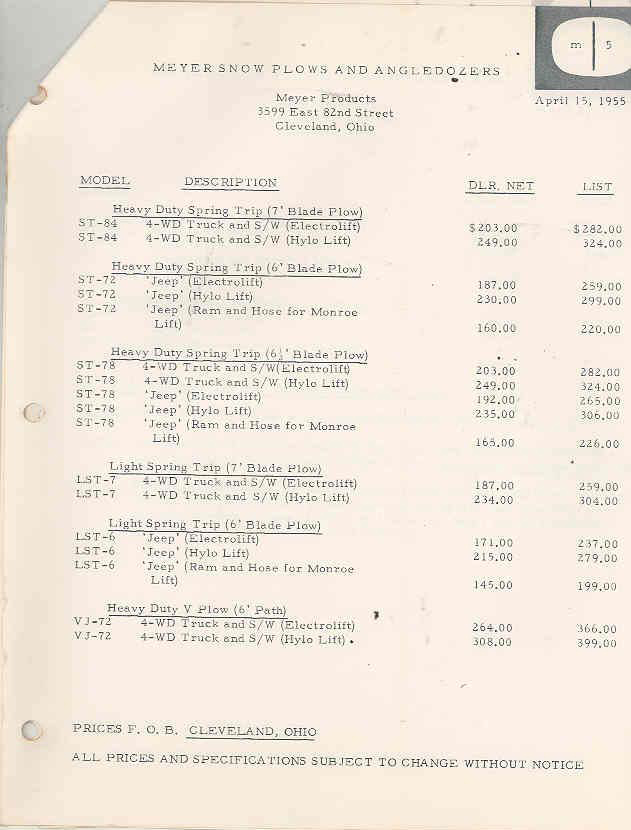 m 5
MEYER SNOW PLOWS AND ANGLEDOZERS
Meyer Products
April 15, 1955
3599 East 82nd Street
Cleveland, Ohio
MODEL DESCRIPTION DLR. NET LIST
Heavy Duty Spring Trip (7' Blade Plow)
ST-84 4-WD Truck and S/W (Electrolift) $203.00 $282.00
ST-84 4-WD Truck and S/W (Hylo Lift) 249.00 324.00
Heavy Duty Spring Trip (6' Blade Plow)
ST-72 'Jeep' (Electrolift) 187.00 259.00
ST-72 'Jeep' (Hylo Lift) 230.00 299.00
ST-72 'Jeep' (Ram and Hose for Monroe
Lift) 160.00 220.00
Heavy Duty Spring Trip (6½' Blade Plow)
ST-78 4-WD Truck and S/W(Electrolift) 203.00 282.00
ST-78 4-WD Truck and S/W (Hylo Lift) 249.00 324.00
ST-78 'Jeep' (Electrolift) 192.00 265.00
ST-78 'Jeep' (Hylo Lift) 235.00 306.00
ST-78 'Jeep' (Ram and Hose for Monroe
Lift) 165.00 226.00
Light Spring Trip (7' Blade Plow)
LST-7 4-WD Truck and S/W (Electrolift) 187.00 259.00
LST-7 4-WD Truck and S/W (Hylo Lift) 234.00 304.00
Light Spring Trip (6' Blade Plow)
LST-6 'Jeep' (Electrolift) 171.00 237.00
LST-6 'Jeep' (Hylo Lift) 215.00 279.00
LST-6 'Jeep' (Ram and Hose for Monroe
Lift) 145.00 199.00
Heavy Duty V Plow (6' Path)
VJ-72 4-WD Truck and S/W (Electrolift) 264.00 366.00
VJ-72 4-WD Truck and S/W (Hylo Lift) 308.00 399.00
PRICES F. O. B. CLEVELAND, OHIO
ALL PRICES AND SPECIFICATIONS SUBJECT TO CHANGE WITHOUT NOTICE